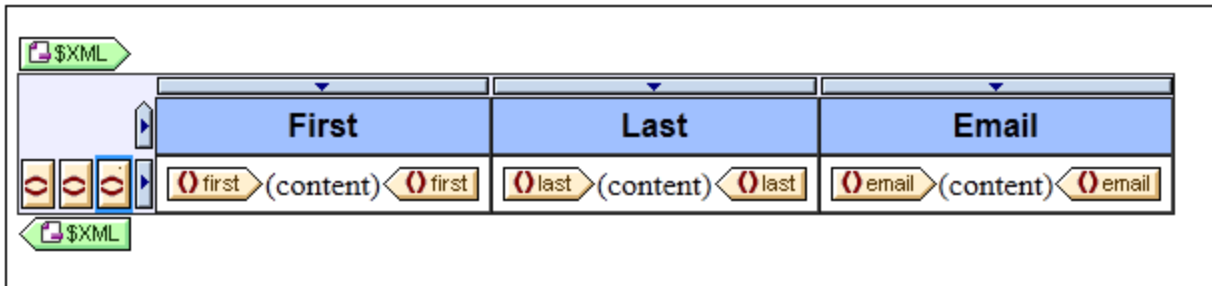 $XML
First Last Email
() first (content) () first () last (content) () last () email (content) () email
$XML